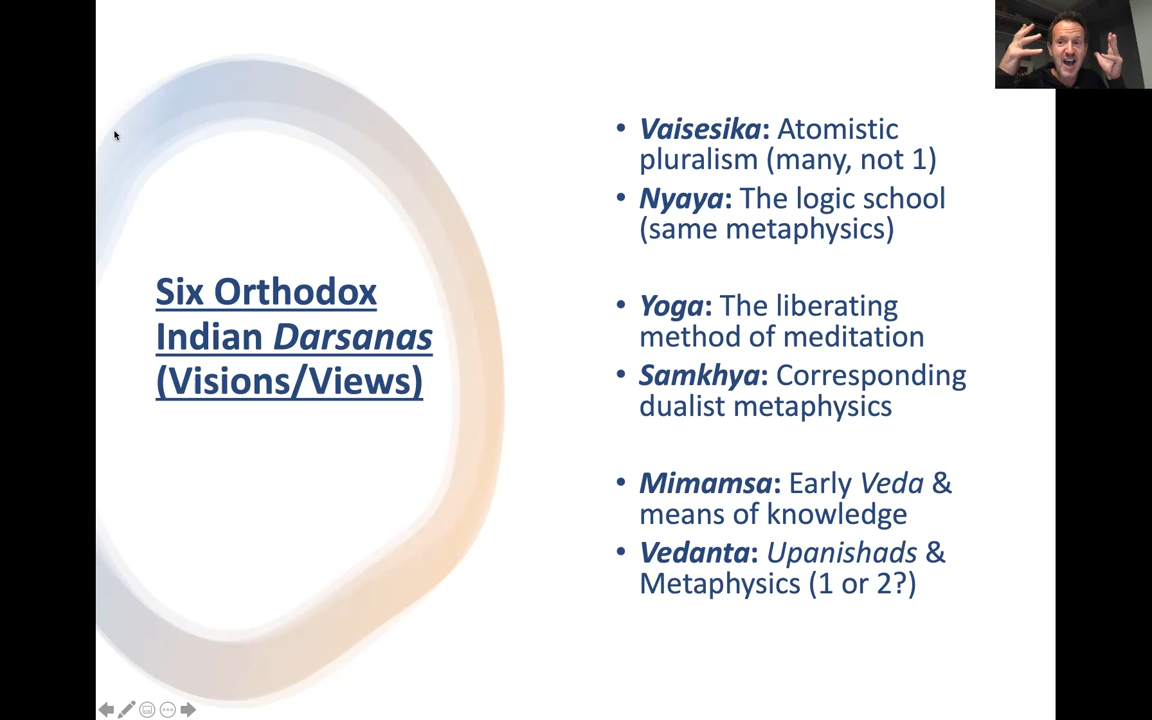 Six Orthodox
Indian Darsanas
(Visions/Views)
• Vaisesika: Atomistic
pluralism (many, not 1)
• Nyaya: The logic school
(same metaphysics)
• Yoga: The liberating
method of meditation
• Samkhya: Corresponding
dualist metaphysics
• Mimamsa: Early Veda &
means of knowledge
• Vedanta: Upanishads &
Metaphysics (1 or 2?)